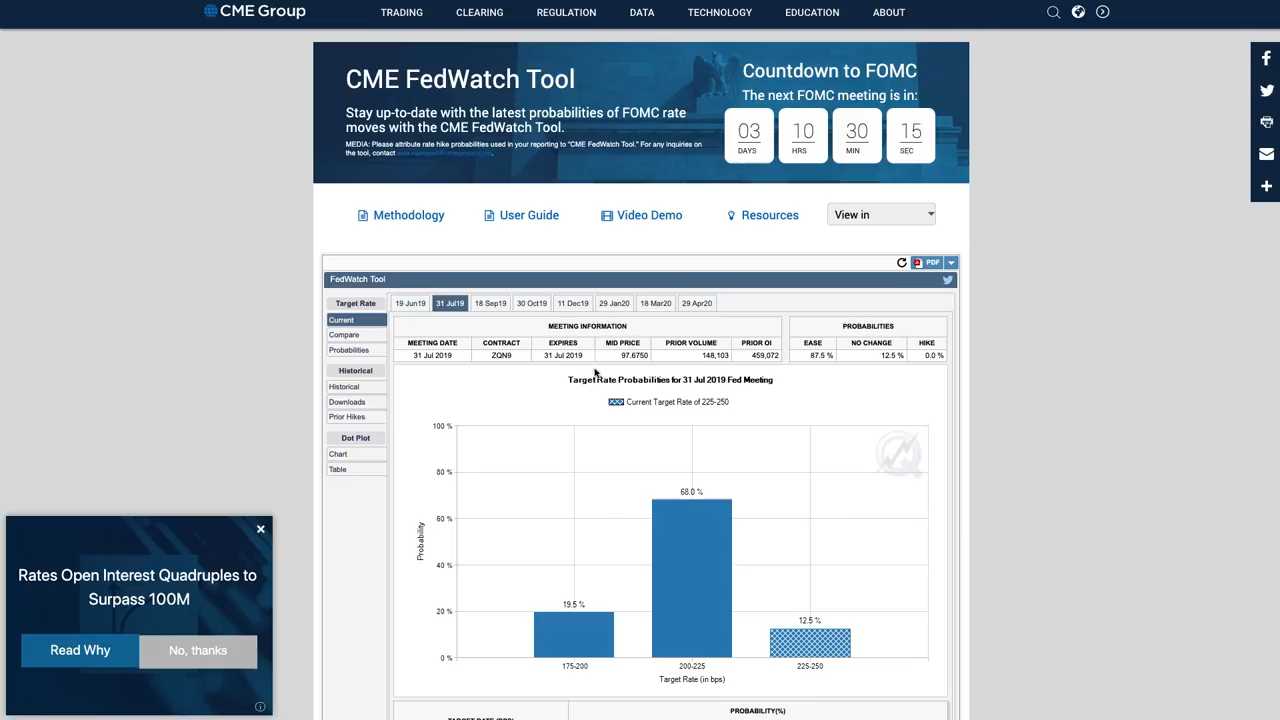 CME Group
TRADING CLEARING REGULATION DATA TECHNOLOGY EDUCATION ABOUT
CME FedWatch Tool
Stay up-to-date with the latest probabilities of FOMC rate
moves with the CME FedWatch Tool.
MEDIA: Please attribute rate hike probabilities used in your reporting to "CME FedWatch Tool." For any inquiries on
the tool, contact
Countdown to FOMC
The next FOMC meeting is in:
03 10 30 15
DAYS HRS MIN SEC
Methodology User Guide Video Demo Resources View in
PDF
FedWatch Tool
Target Rate
Current
Compare
Probabilities
Historical
Historical
Downloads
Prior Hikes
Dot Plot
Chart
Table
19 Jun19 31 Jul19 18 Sep19 30 Oct19 11 Dec19 29 Jan20 18 Mar20 29 Apr20
MEETING INFORMATION
MEETING DATE CONTRACT EXPIRES MID PRICE PRIOR VOLUME PRIOR OI
31 Jul 2019 ZQN9 31 Jul 2019 97.6750 148,103 459,072
PROBABILITIES
EASE NO CHANGE HIKE
87.5 % 12.5 % 0.0 %
Target Rate Probabilities for 31 Jul 2019 Fed Meeting
Current Target Rate of 225-250
100 %
80 %
60 %
40 %
20 %
0 %
Probability
19.5 %
68.0 %
12.5 %
175-200 200-225 225-250
Target Rate (in bps)
TARGET RATE (BPS)
PROBABILITY(%)
Rates Open Interest Quadruples to
Surpass 100M
Read Why No, thanks